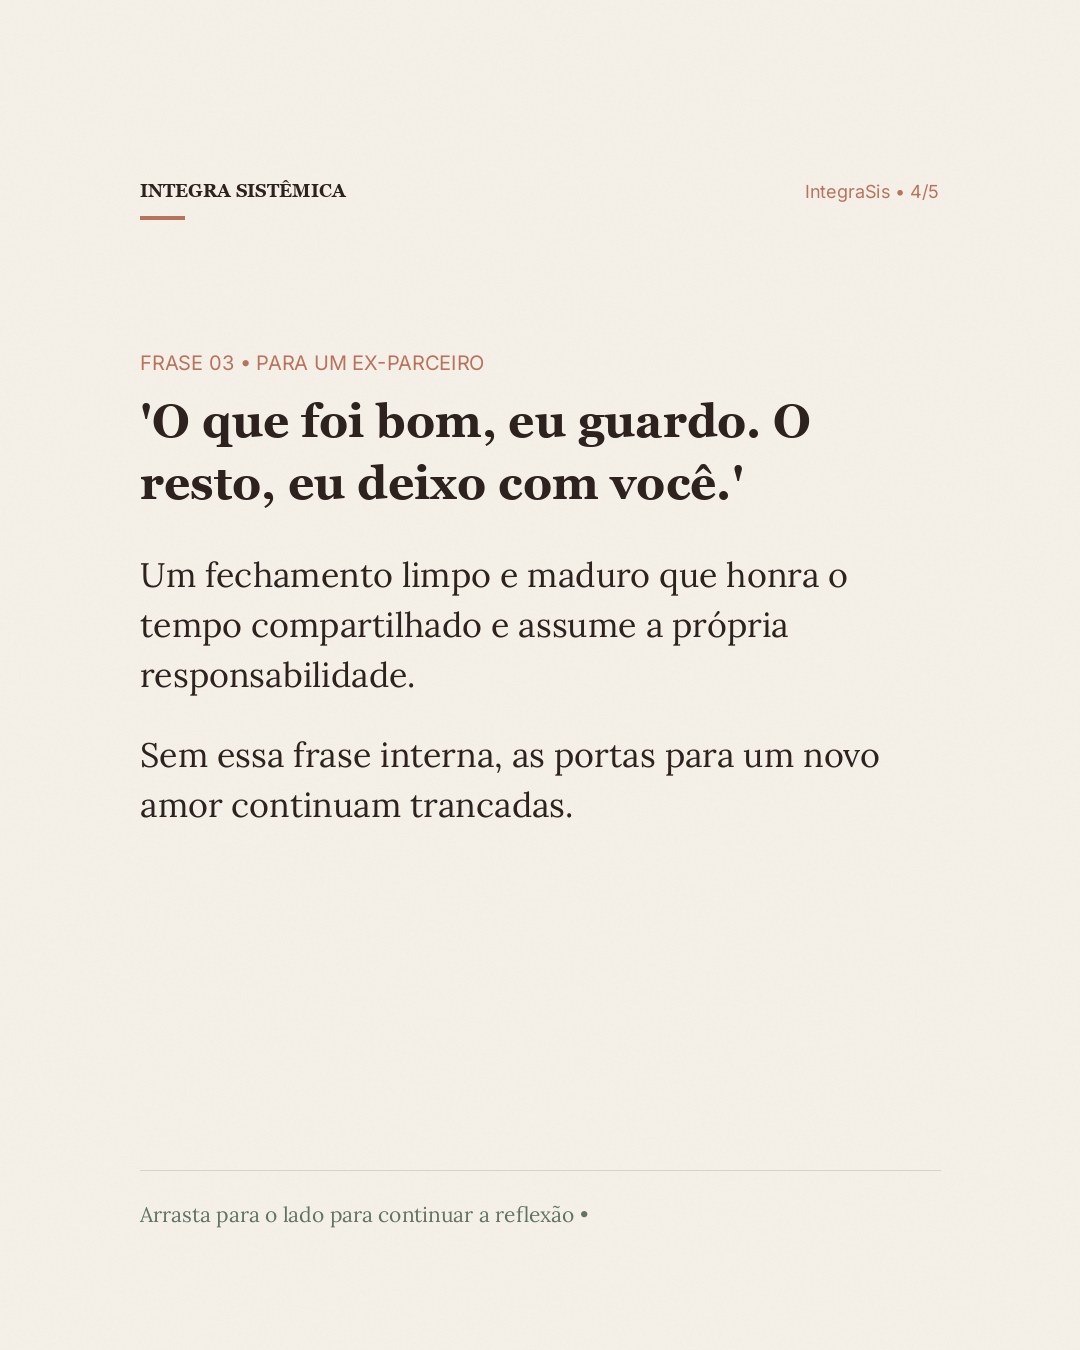 INTEGRA SISTÊMICA
IntegraSis • 4/5
FRASE 03 • PARA UM EX-PARCEIRO
'O que foi bom, eu guardo. O
resto, eu deixo com você.'
Um fechamento limpo e maduro que honra o
tempo compartilhado e assume a própria
responsabilidade.
Sem essa frase interna, as portas para um novo
amor continuam trancadas.
Arrasta para o lado para continuar a reflexão •